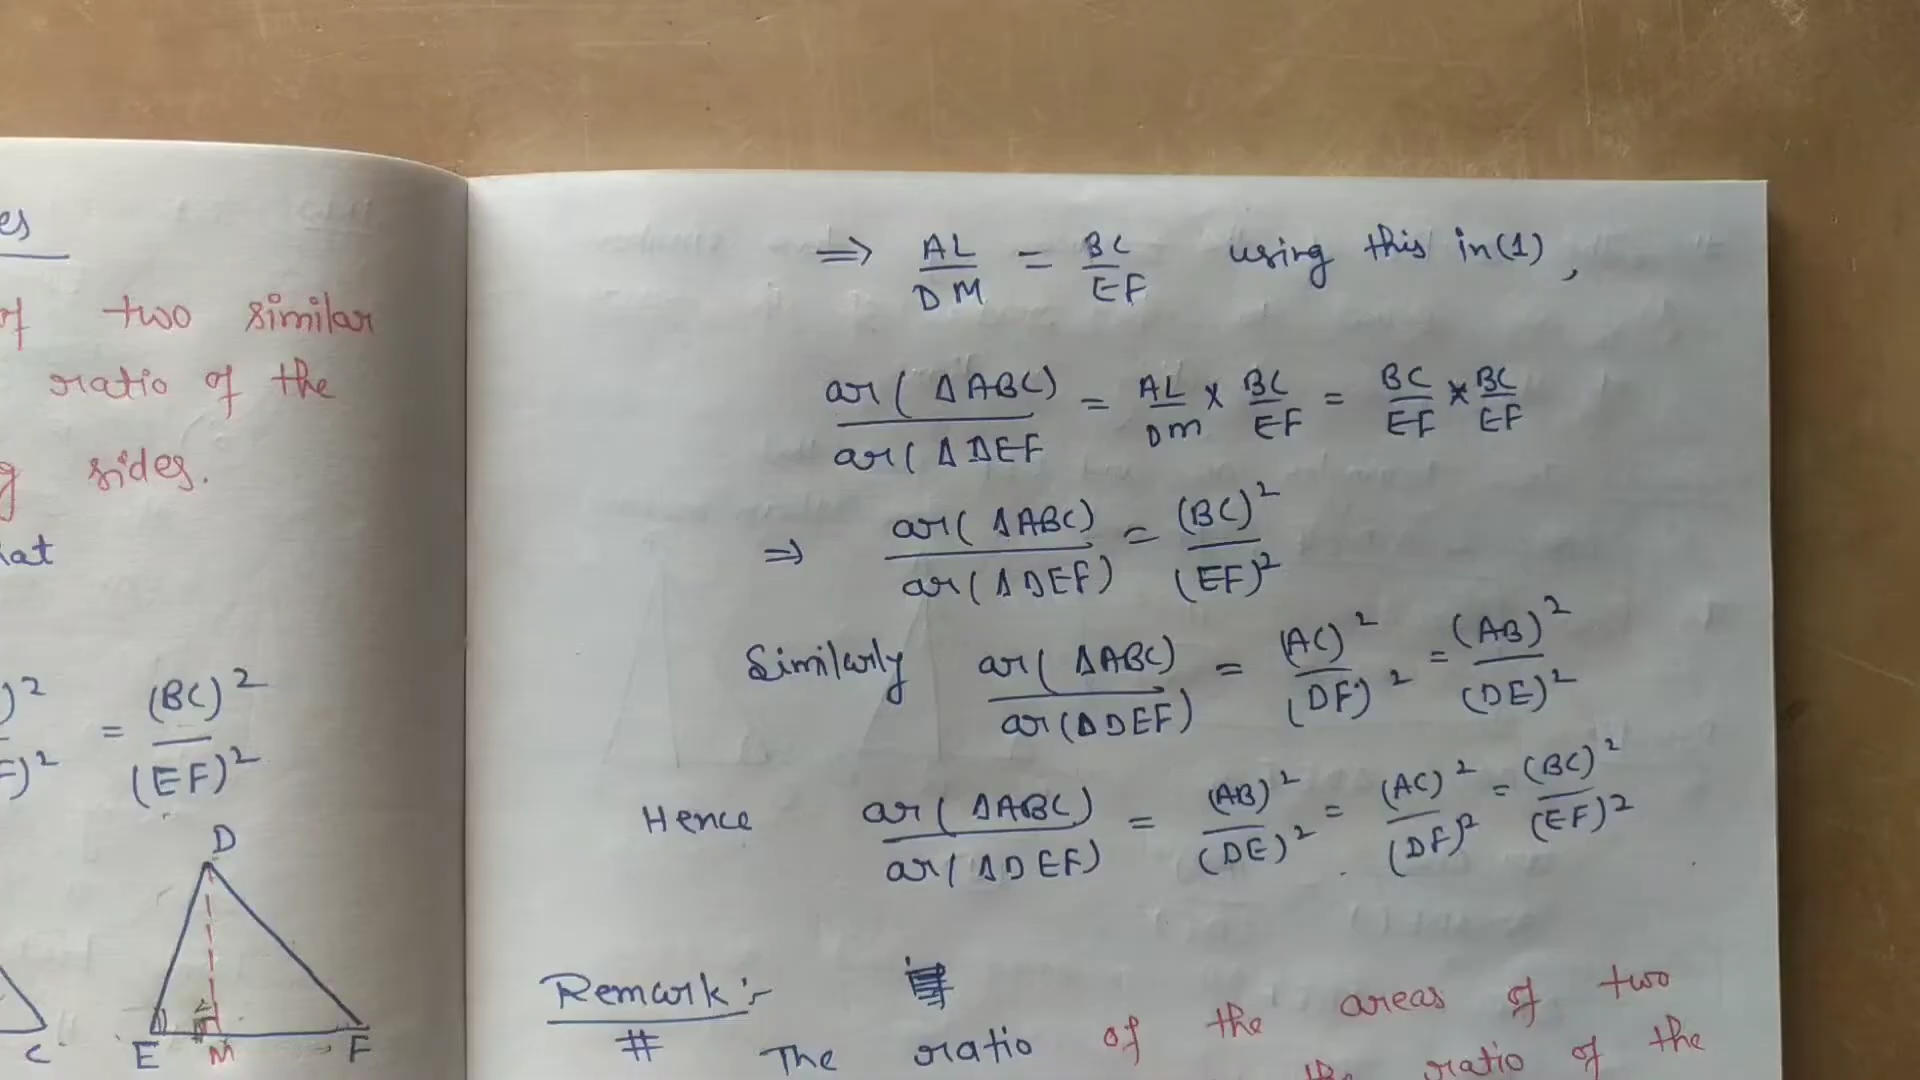 of two similar
ratio of the
sides.
)² = (BC)²
)² (EF)²
D
E M F
C
⇒ AL/DM = BC/EF using this in (1),
ar(ΔABC)/ar(ΔDEF = AL/DM × BC/EF = BC/EF × BC/EF
⇒ ar(ΔABC)/ar(ΔDEF) = (BC)²/(EF)²
Similarly ar(ΔABC)/ar(ΔDEF) = (AC)²/(DF)² = (AB)²/(DE)²
Hence ar(ΔABC)/ar(ΔDEF) = (AB)²/(DE)² = (AC)²/(DF)² = (BC)²/(EF)²
Remark :-
# The ratio of the areas of two
the ratio of the